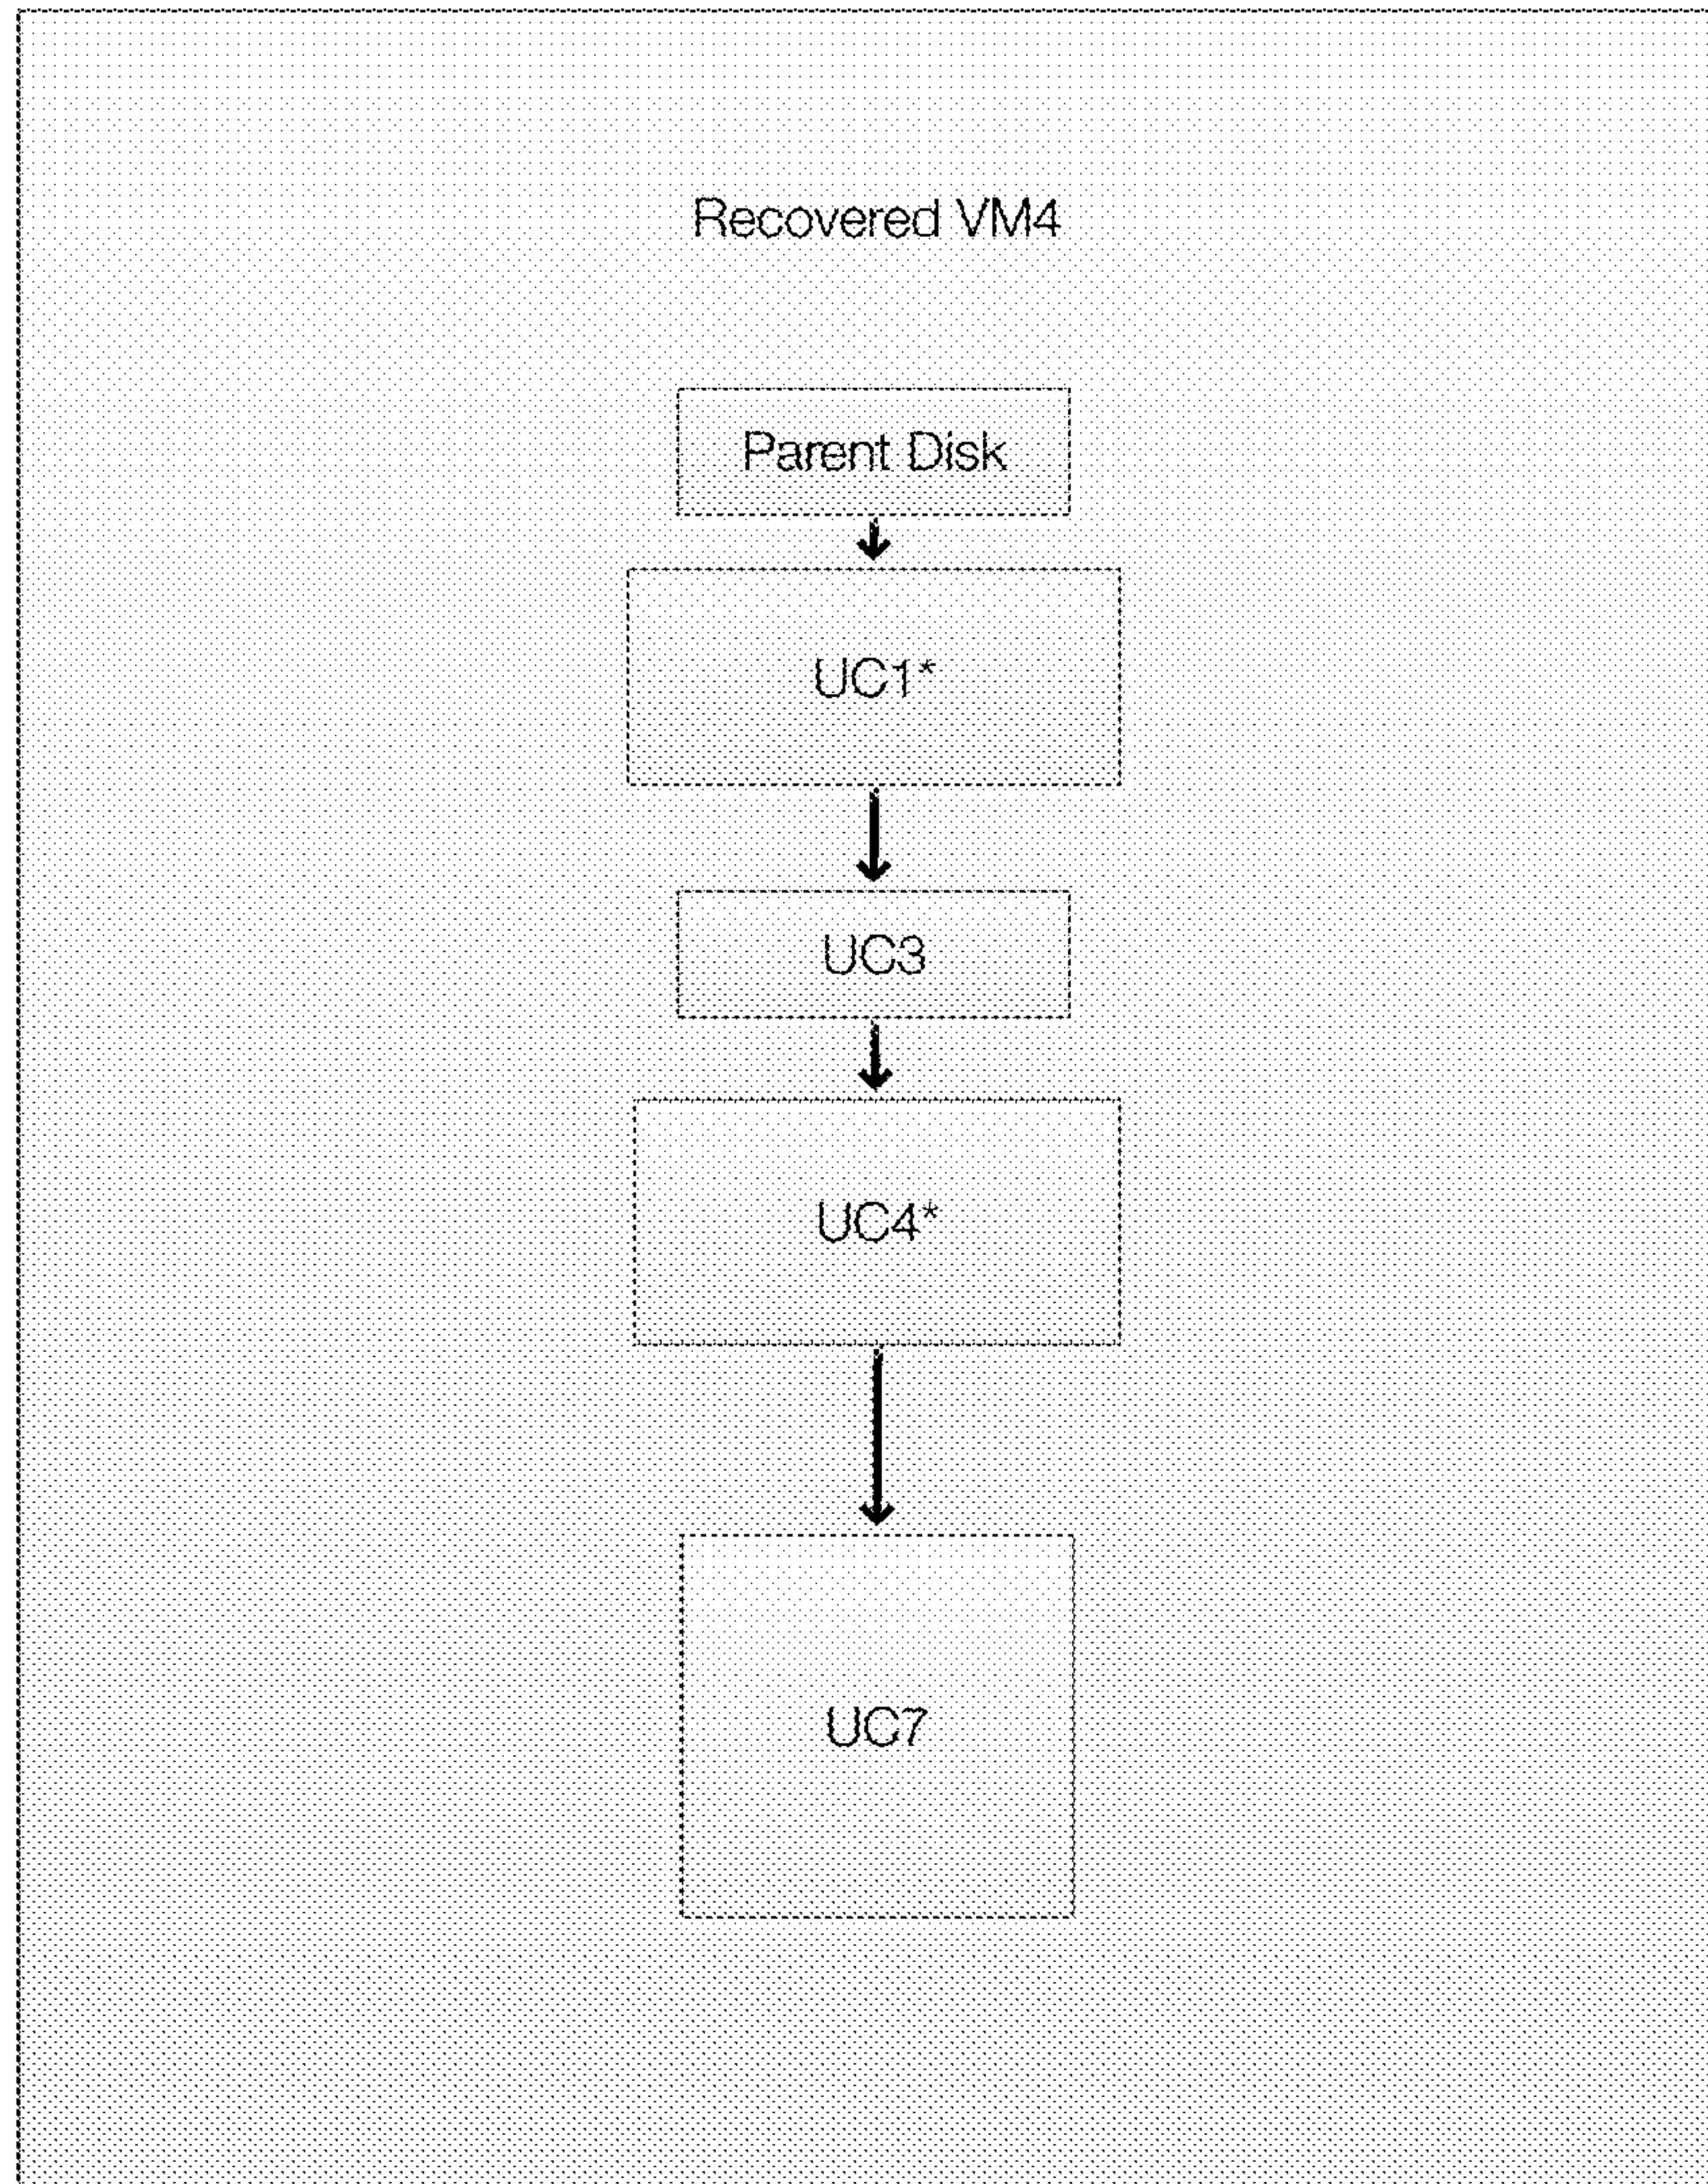 Recovered VM4
Parent Disk
UC1*
UC3
UC4*
UC7